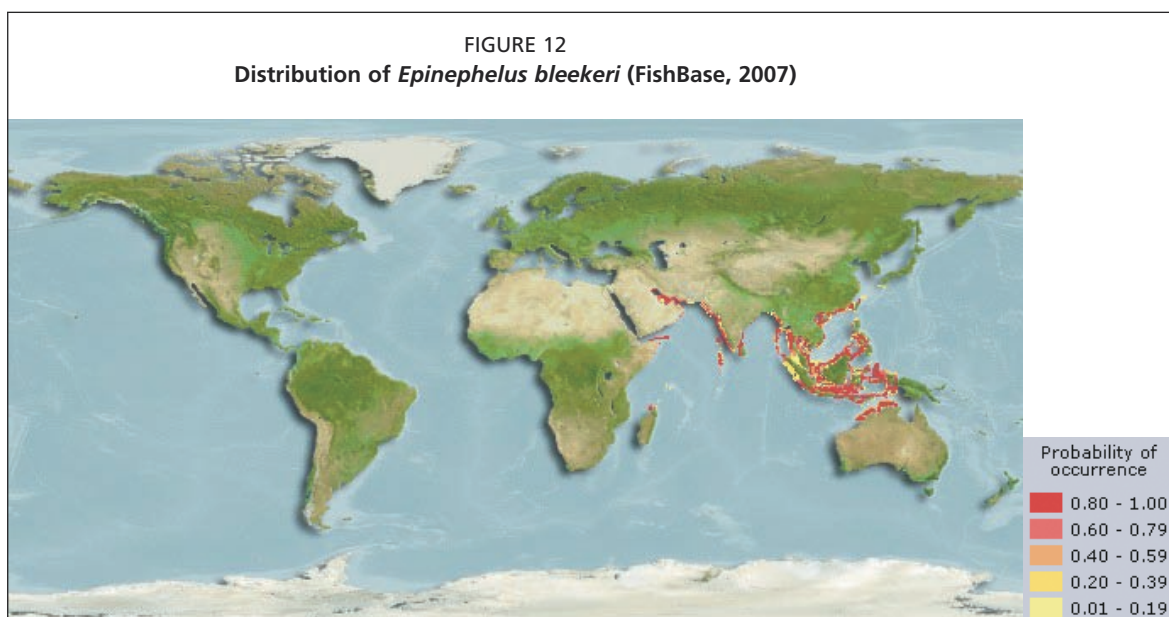 FIGURE 12
Distribution of Epinephelus bleekeri (FishBase, 2007)
Probability of
occurrence
0.80 - 1.00
0.60 - 0.79
0.40 - 0.59
0.20 - 0.39
0.01 - 0.19